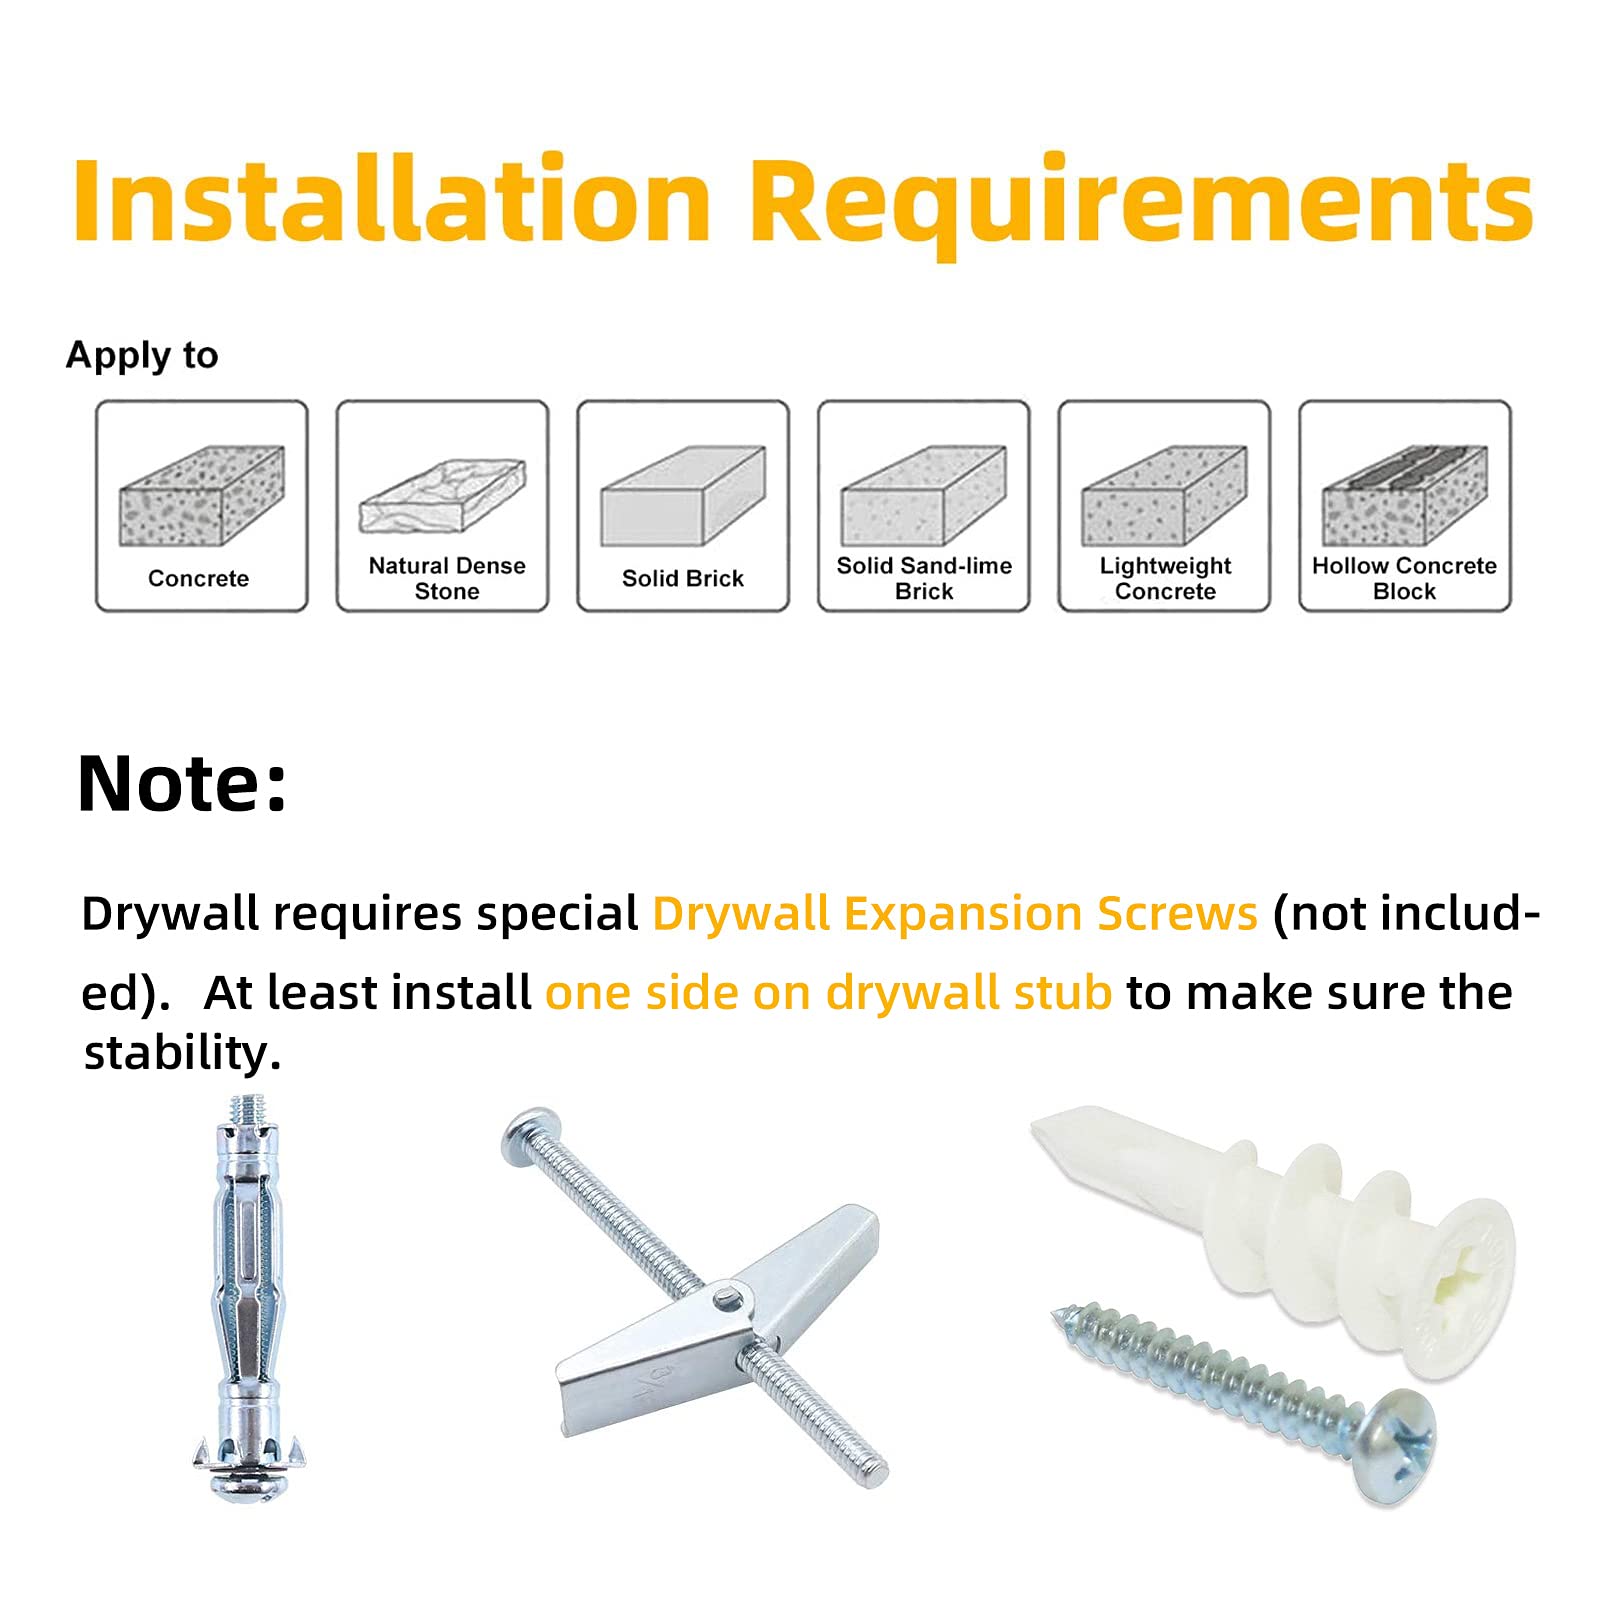 Installation Requirements
Apply to
Concrete
Natural Dense
Stone
Solid Brick
Solid Sand-lime
Brick
Lightweight
Concrete
Hollow Concrete
Block
Note:
Drywall requires special Drywall Expansion Screws (not includ-
ed). At least install one side on drywall stub to make sure the
stability.